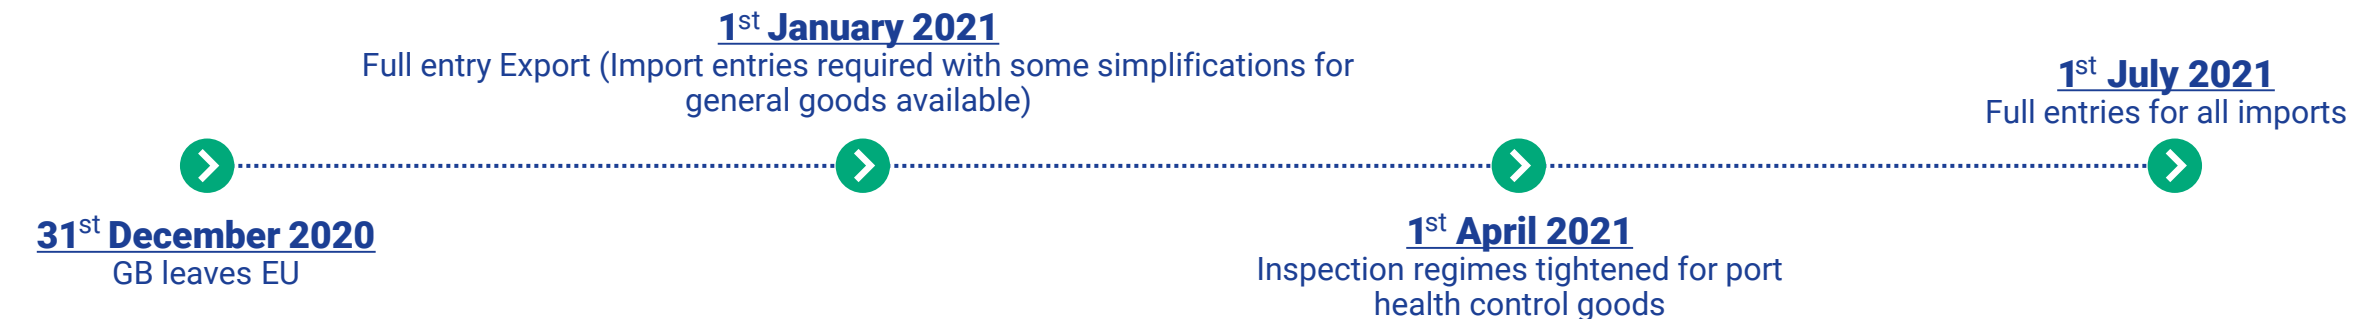 1st January 2021
Full entry Export (Import entries required with some simplifications for
general goods available)
1st July 2021
Full entries for all imports
31st December 2020
GB leaves EU
1st April 2021
Inspection regimes tightened for port
health control goods